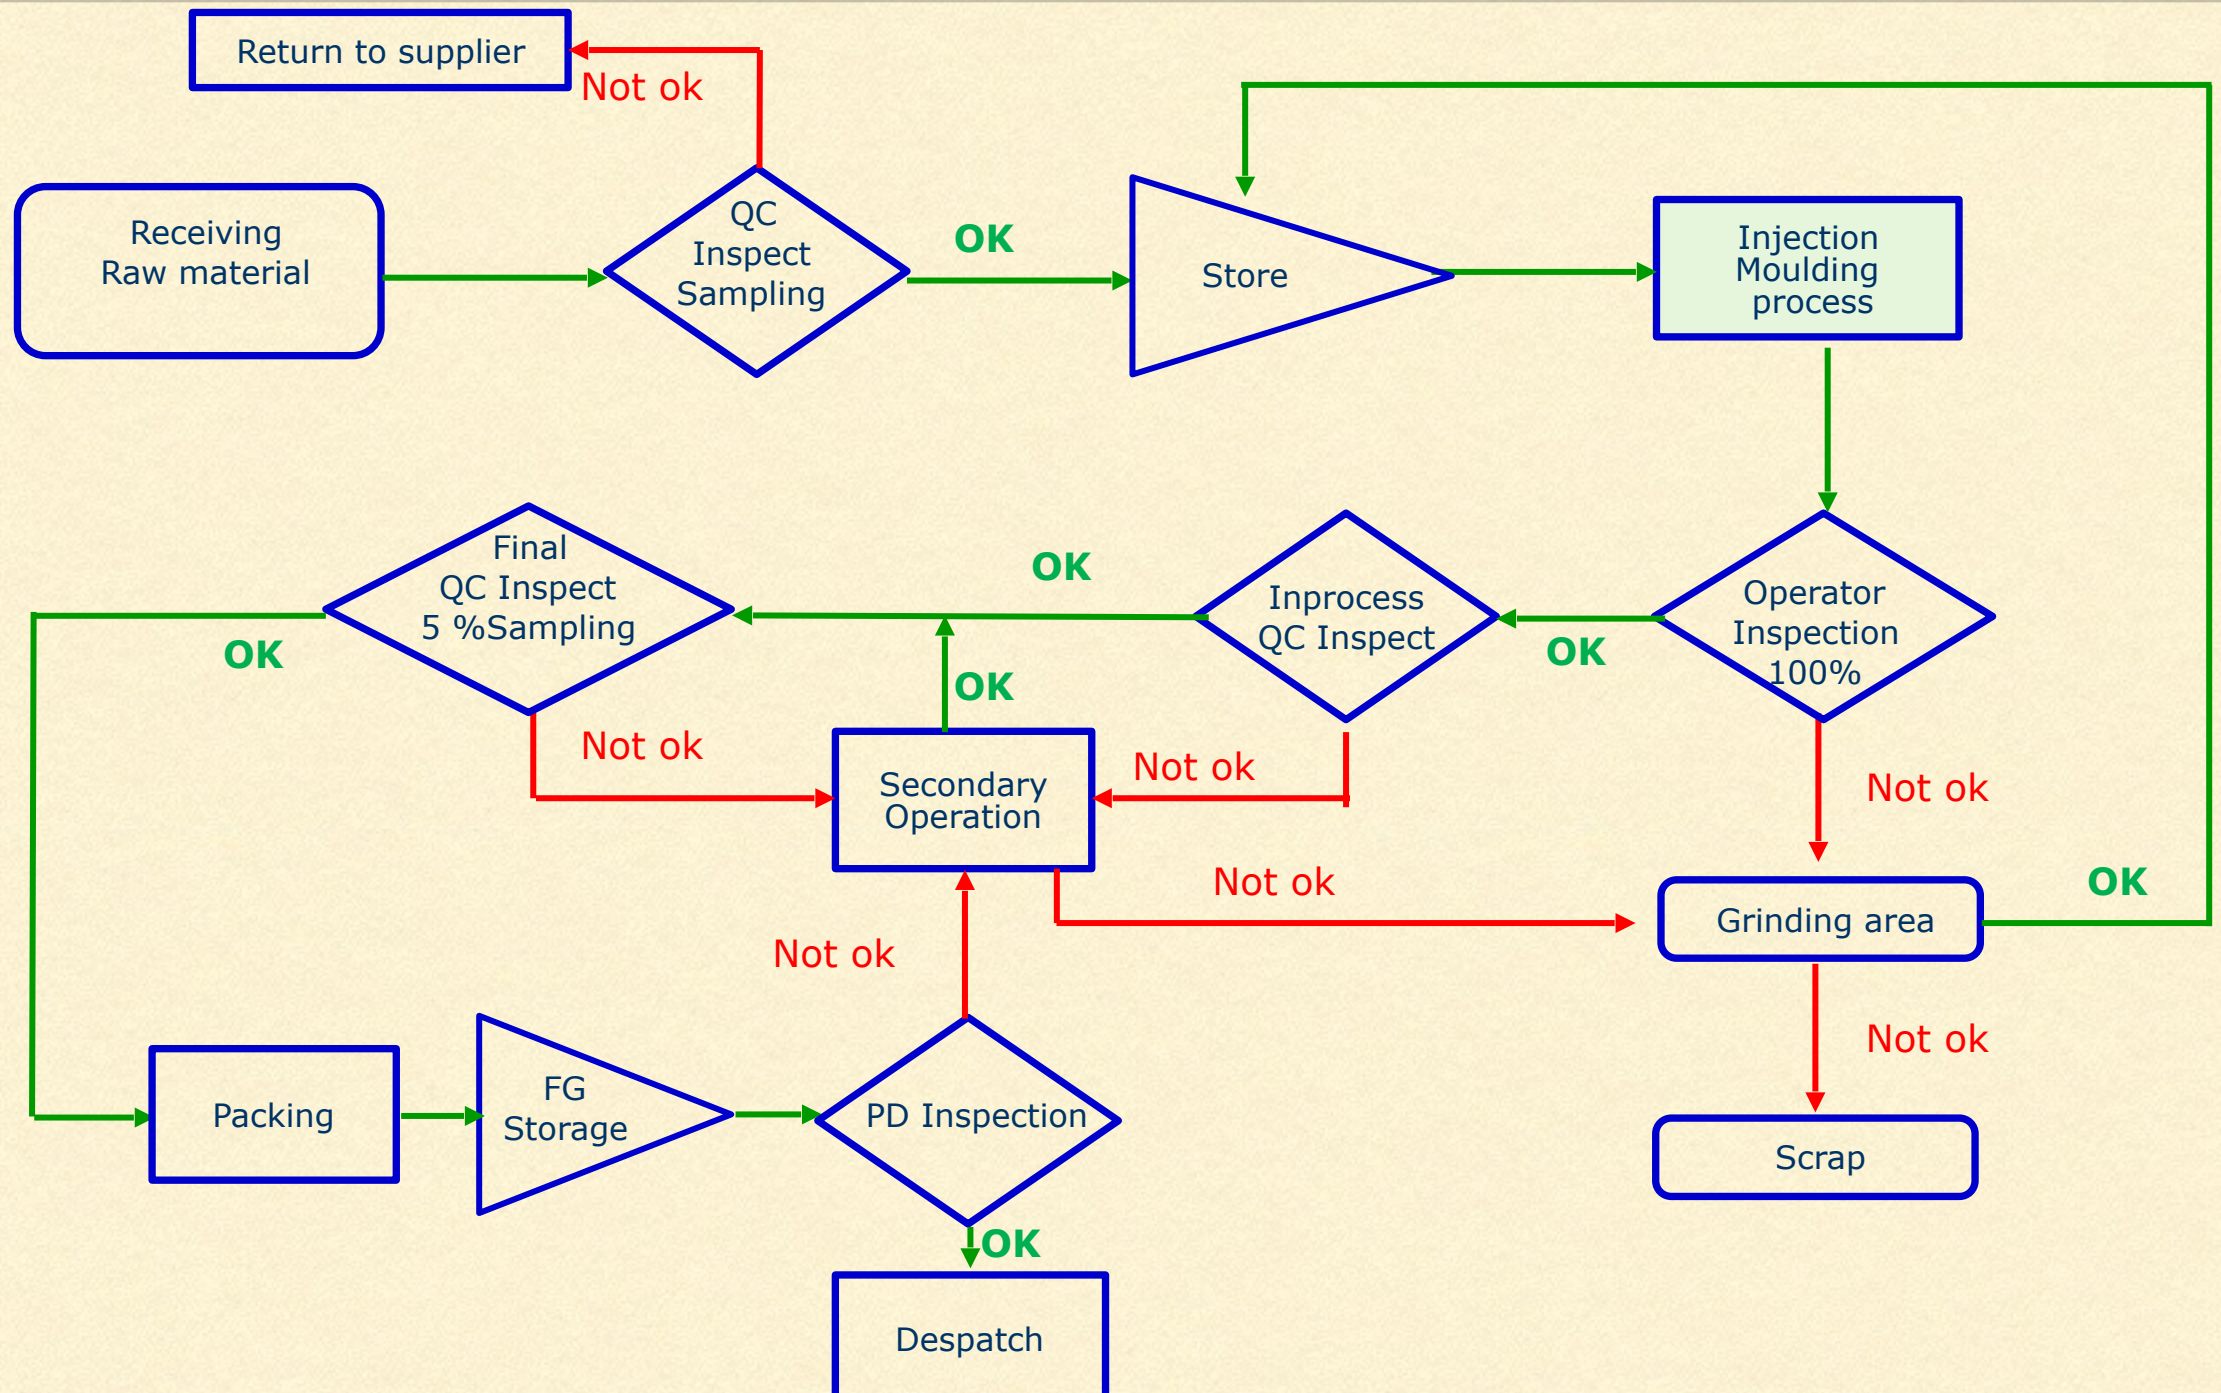 Return to supplier
Not ok
Receiving
Raw material
QC
Inspect
Sampling
OK
Store
Injection
Moulding
process
Final
QC Inspect
5 %Sampling
OK
Inprocess
QC Inspect
Operator
Inspection
100%
OK
OK
OK
Not ok
Secondary
Operation
Not ok
Not ok
Not ok
OK
Grinding area
Not ok
Not ok
Packing
FG
Storage
PD Inspection
Scrap
OK
Despatch